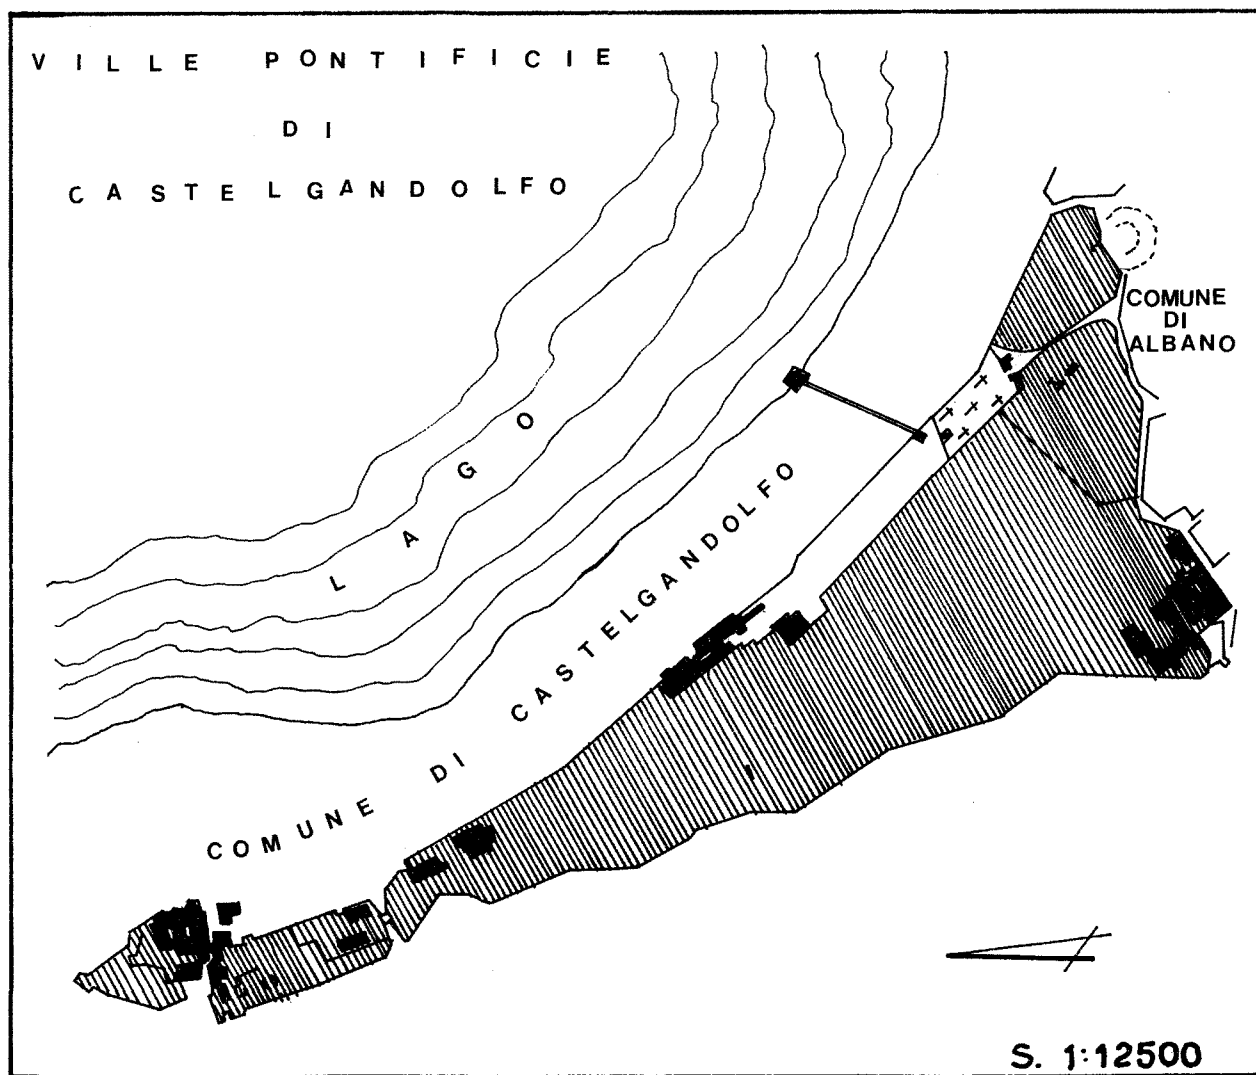 VILLE PONTIFICIE
DI
CASTELGANDOLFO
COMUNE
DI
ALBANO
LAGO
COMUNE DI CASTELGANDOLFO
S. 1:12500